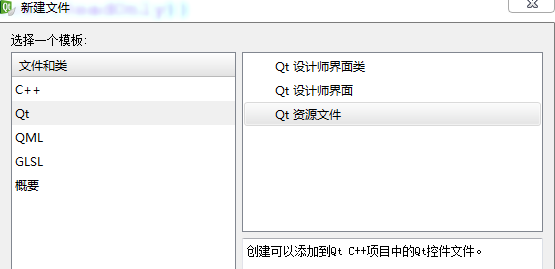 新建文件
选择一个模板:
文件和类
C++
Qt
QML
GLSL
概要
Qt 设计师界面类
Qt 设计师界面
Qt 资源文件
创建可以添加到Qt C++项目中的Qt控件文件。